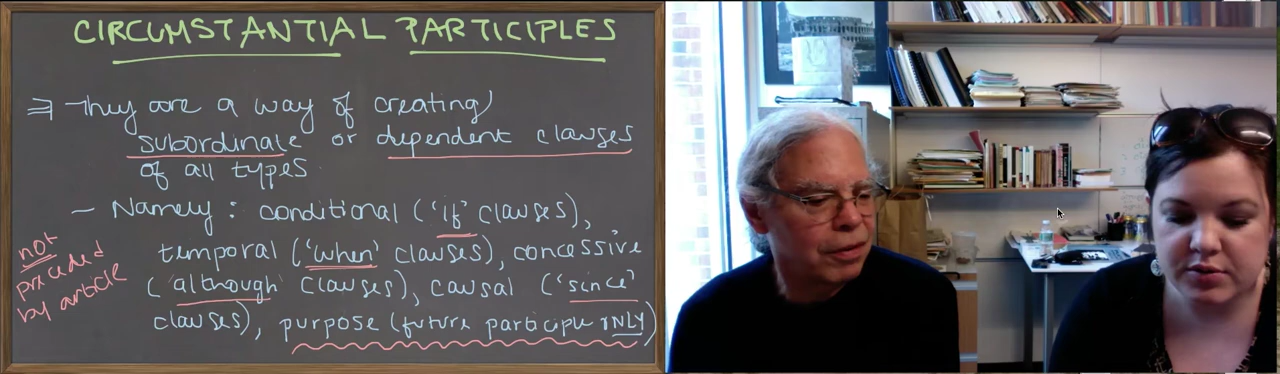 CIRCUMSTANTIAL PARTICIPLES
⇒ They are a way of creating
subordinate or dependent clauses
of all types.
- Namely: conditional ('if' clauses),
temporal ('when' clauses), concessive
('although' clauses), causal ('since'
clauses), purpose (future participle ONLY)
not
preceded
by article